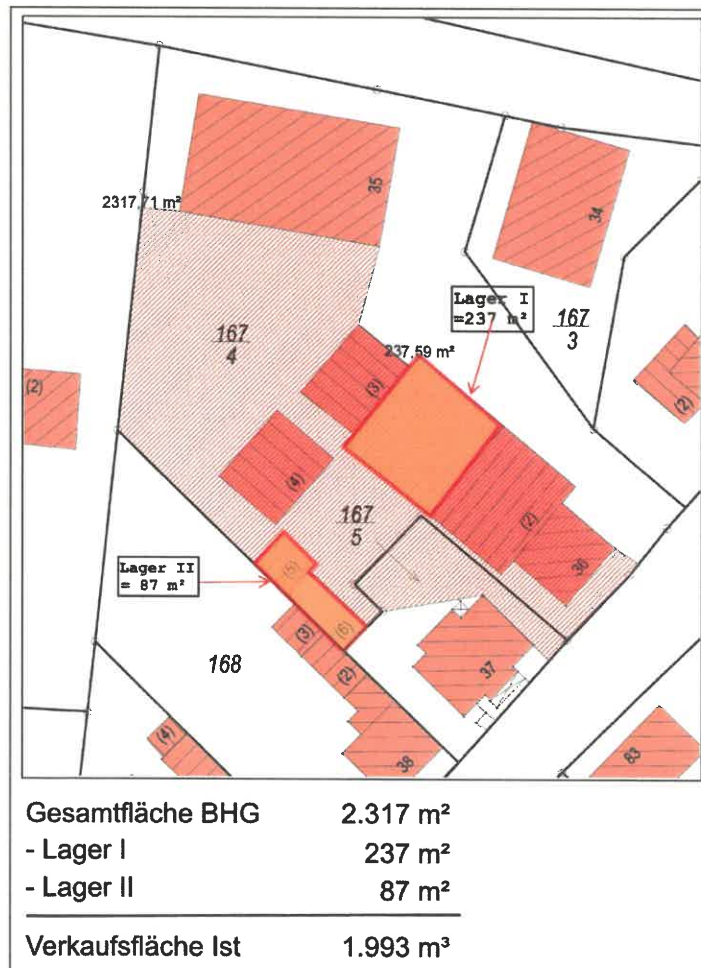 35
34
2317,71 m²
Lager I
=237 m²
167
3
167
4
237,59 m²
(2)
(3)
(2)
(4)
167
5
(2)
36
Lager II
= 87 m²
(5)
(6)
(3)
(2)
168
37
(4)
38
83
Gesamtfläche BHG 2.317 m²
- Lager I 237 m²
- Lager II 87 m²
Verkaufsfläche Ist 1.993 m³